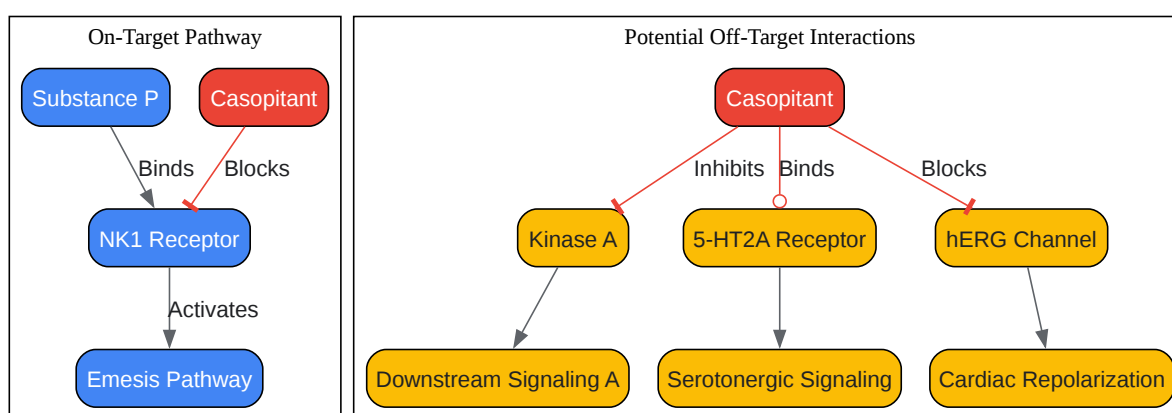 On-Target Pathway
Potential Off-Target Interactions
Substance P
Casopitant
Casopitant
Binds
Blocks
Inhibits
Binds
Blocks
NK1 Receptor
Kinase A
5-HT2A Receptor
hERG Channel
Activates
Emesis Pathway
Downstream Signaling A
Serotonergic Signaling
Cardiac Repolarization